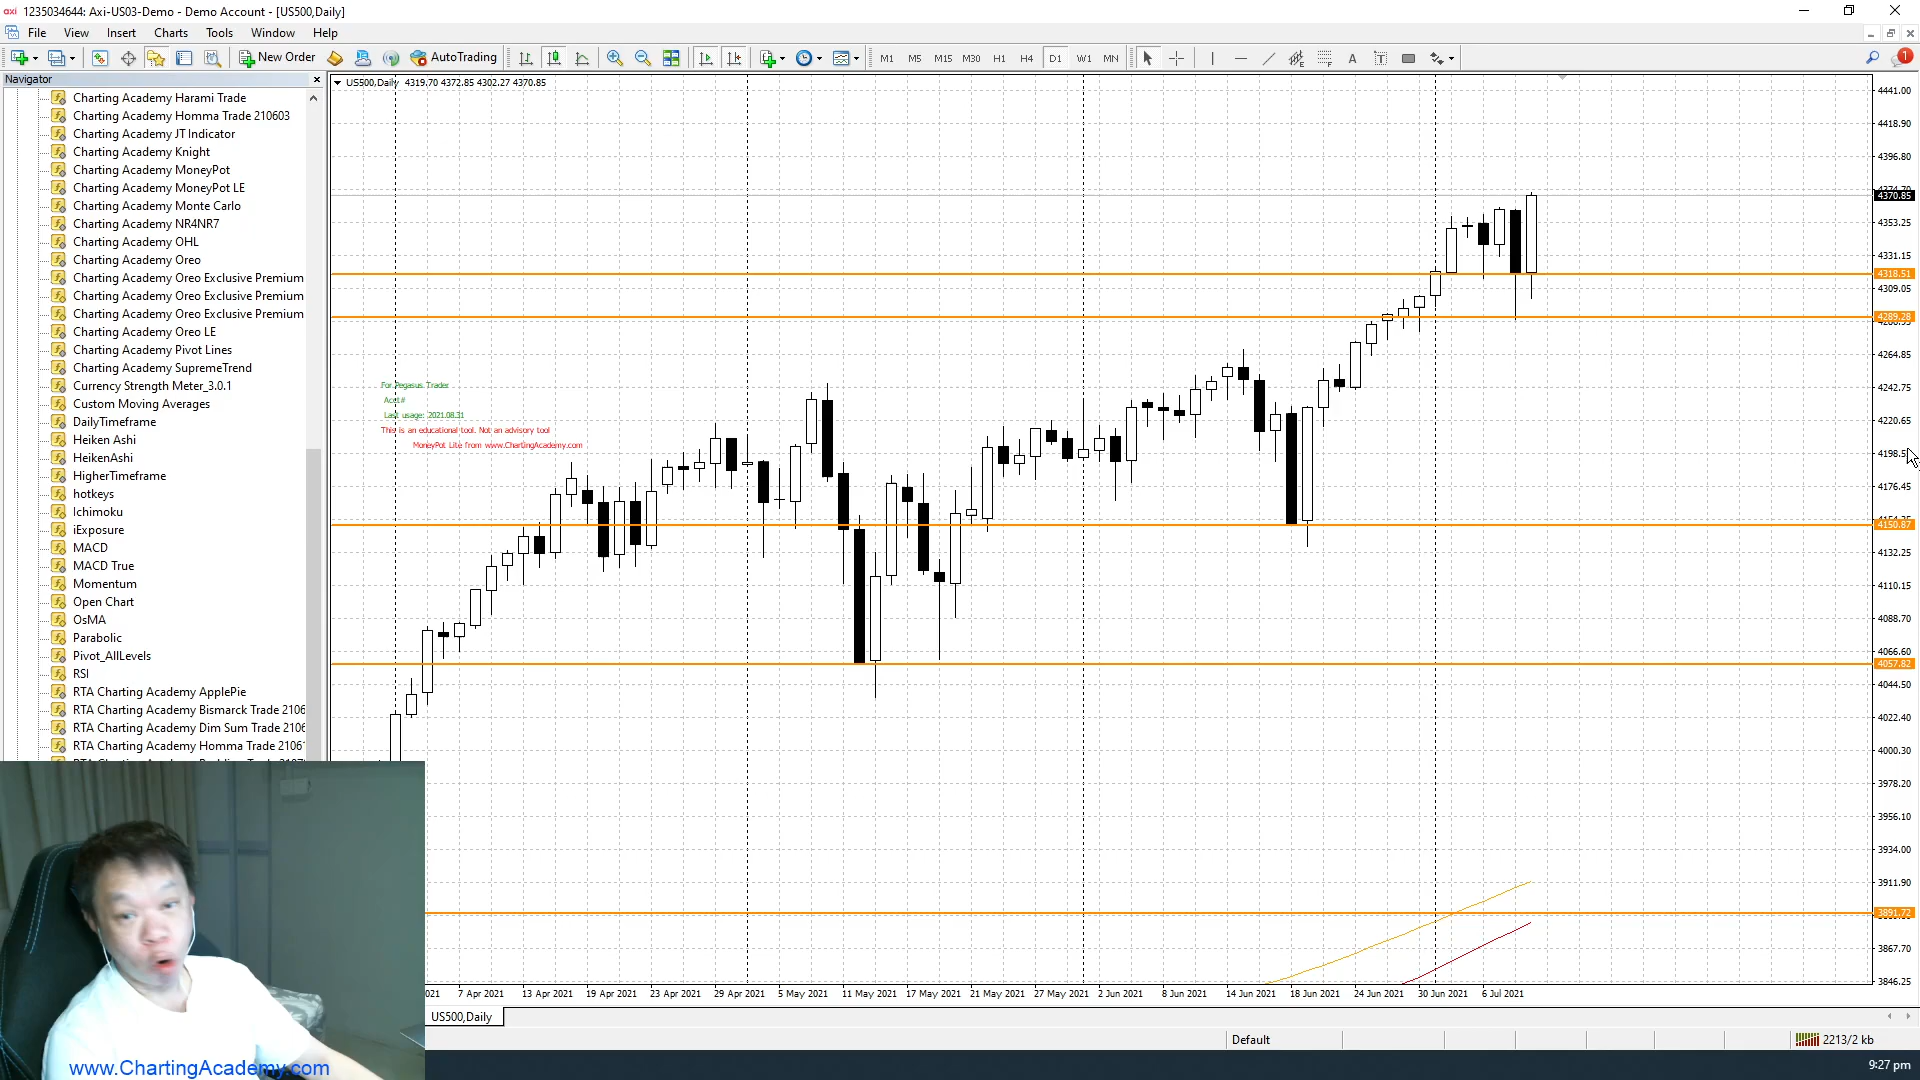 axi 1235034644: Axi-US03-Demo - Demo Account - [US500,Daily]
File View Insert Charts Tools Window Help
New Order AutoTrading M1 M5 M15 M30 H1 H4 D1 W1 MN A T 1
Navigator
Charting Academy Harami Trade
Charting Academy Homma Trade 210603
Charting Academy JT Indicator
Charting Academy Knight
Charting Academy MoneyPot
Charting Academy MoneyPot LE
Charting Academy Monte Carlo
Charting Academy NR4NR7
Charting Academy OHL
Charting Academy Oreo
Charting Academy Oreo Exclusive Premium
Charting Academy Oreo Exclusive Premium
Charting Academy Oreo Exclusive Premium
Charting Academy Oreo LE
Charting Academy Pivot Lines
Charting Academy SupremeTrend
Currency Strength Meter_3.0.1
Custom Moving Averages
DailyTimeframe
Heiken Ashi
HeikenAshi
HigherTimeframe
hotkeys
Ichimoku
iExposure
MACD
MACD True
Momentum
Open Chart
OsMA
Parabolic
Pivot_AllLevels
RSI
RTA Charting Academy ApplePie
RTA Charting Academy Bismarck Trade 2106
RTA Charting Academy Dim Sum Trade 2106
RTA Charting Academy Homma Trade 2106
US500,Daily 4319.70 4372.85 4302.27 4370.85
For Pegasus Trader
Acct#
Last usage: 2021.08.31
This is an educational tool. Not an advisory tool
MoneyPot Lite from www.ChartingAcademy.com
4441.00
4418.90
4396.80
4370.85
4353.25
4331.15
4318.51
4309.05
4289.28
4264.85
4242.75
4220.65
4176.45
4150.87
4132.25
4110.15
4088.70
4066.60
4057.82
4044.50
4022.40
4000.30
3978.20
3956.10
3934.00
3911.90
3891.72
3867.70
3846.25
021 7 Apr 2021 13 Apr 2021 19 Apr 2021 23 Apr 2021 29 Apr 2021 5 May 2021 11 May 2021 17 May 2021 21 May 2021 27 May 2021 2 Jun 2021 8 Jun 2021 14 Jun 2021 18 Jun 2021 24 Jun 2021 30 Jun 2021 6 Jul 2021
US500,Daily
Default 2213/2 kb
www.ChartingAcademy.com
9:27 pm